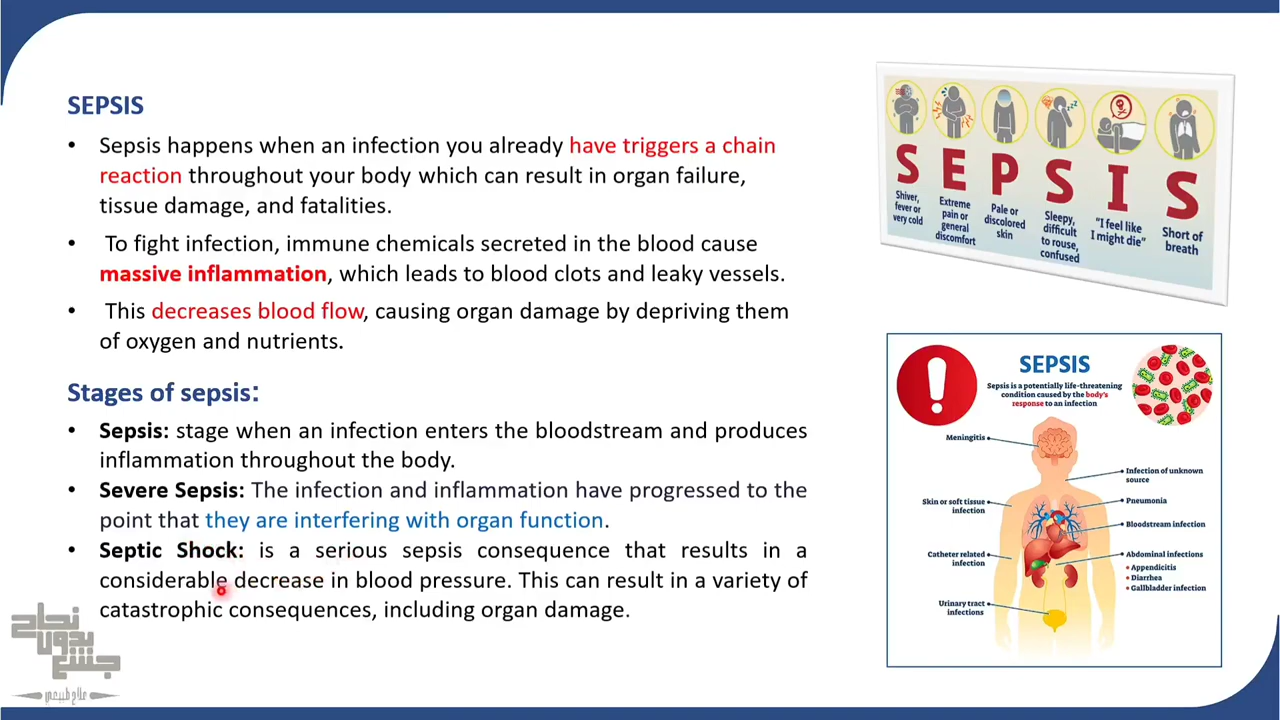 SEPSIS
• Sepsis happens when an infection you already have triggers a chain
reaction throughout your body which can result in organ failure,
tissue damage, and fatalities.
• To fight infection, immune chemicals secreted in the blood cause
massive inflammation, which leads to blood clots and leaky vessels.
• This decreases blood flow, causing organ damage by depriving them
of oxygen and nutrients.
Stages of sepsis:
• Sepsis: stage when an infection enters the bloodstream and produces
inflammation throughout the body.
• Severe Sepsis: The infection and inflammation have progressed to the
point that they are interfering with organ function.
• Septic Shock: is a serious sepsis consequence that results in a
considerable decrease in blood pressure. This can result in a variety of
catastrophic consequences, including organ damage.
نجاح
بدون
جشع
علاج طبيعي
S
Shiver,
fever or
very cold
E
Extreme
pain or
general
discomfort
P
Pale or
discolored
skin
S
Sleepy,
difficult
to rouse,
confused
I
"I feel like
I might die"
S
Short of
breath
SEPSIS
Sepsis is a potentially life-threatening
condition caused by the body's
response to an infection
Meningitis
Skin or soft tissue
infection
Catheter related
infection
Urinary tract
infections
Infection of unknown
source
Pneumonia
Bloodstream infection
Abdominal infections
• Appendicitis
• Diarrhea
• Gallbladder infection